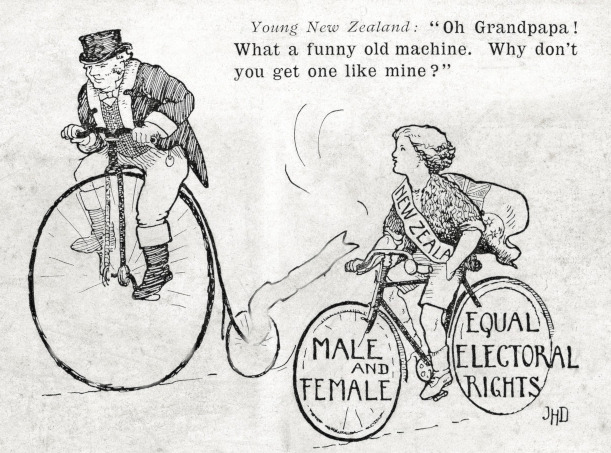 Young New Zealand: "Oh Grandpapa!
What a funny old machine. Why don't
you get one like mine?"
NEW ZEALA
MALE
AND
FEMALE
EQUAL
ELECTORAL
RIGHTS
JHD